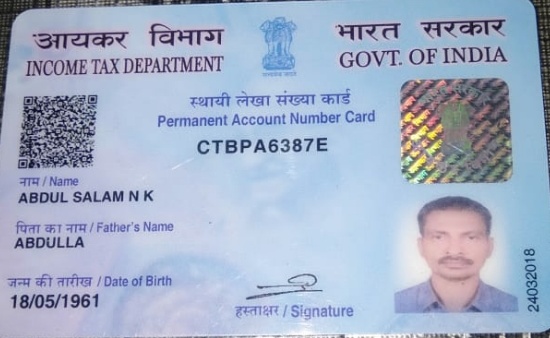 आयकर विभाग
INCOME TAX DEPARTMENT
भारत सरकार
GOVT. OF INDIA
सत्यमेव जयते
स्थायी लेखा संख्या कार्ड
Permanent Account Number Card
CTBPA6387E
नाम / Name
ABDUL SALAM N K
पिता का नाम / Father's Name
ABDULLA
जन्म की तारीख / Date of Birth
18/05/1961
हस्ताक्षर / Signature
24032018